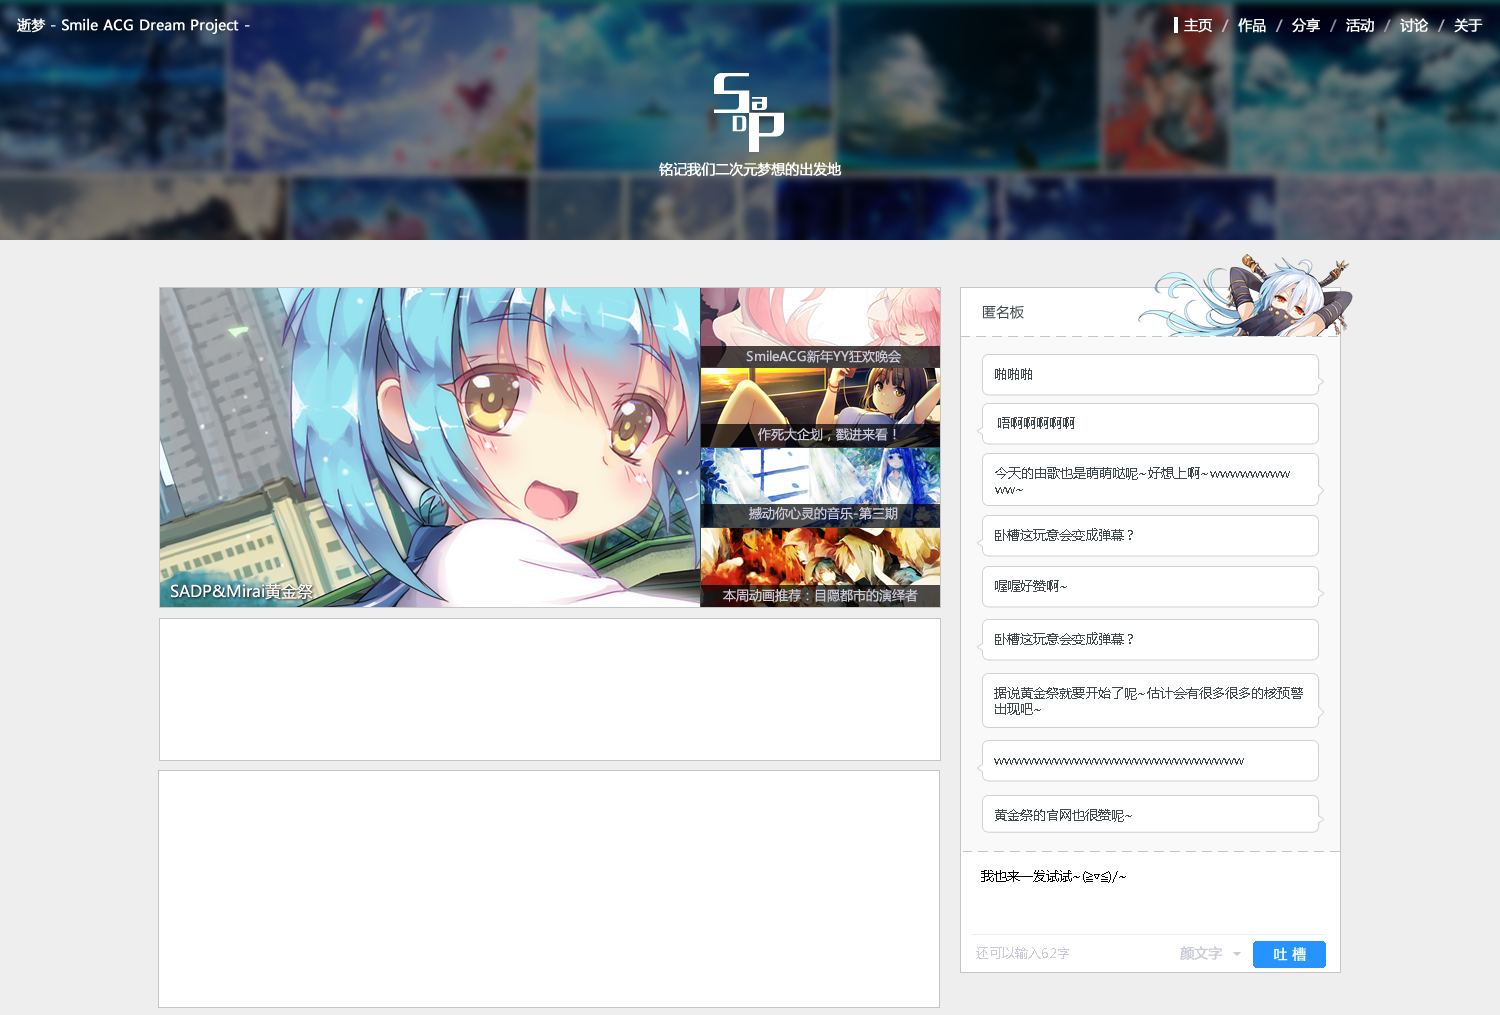 逝梦 - Smile ACG Dream Project -
主页 / 作品 / 分享 / 活动 / 讨论 / 关于
SaDP
铭记我们二次元梦想的出发地
SADP&Mirai黄金祭
SmileACG新年YY狂欢晚会
作死大企划，戳进来看！
撼动你心灵的音乐-第三期
本周动画推荐：目隐都市的演绎者
匿名板
啪啪啪
唔啊啊啊啊啊
今天的由歌也是萌萌哒呢~好想上啊~wwwwwwwww
ww~
卧槽这玩意会变成弹幕？
喔喔好赞啊~
卧槽这玩意会变成弹幕？
据说黄金祭就要开始了呢~估计会有很多很多的核预警
出现吧~
wwwwwwwwwwwwwwwwwwwwwwwwwwww
黄金祭的官网也很赞呢~
我也来一发试试~(≧▽≦)/~
还可以输入62字
颜文字
吐 槽